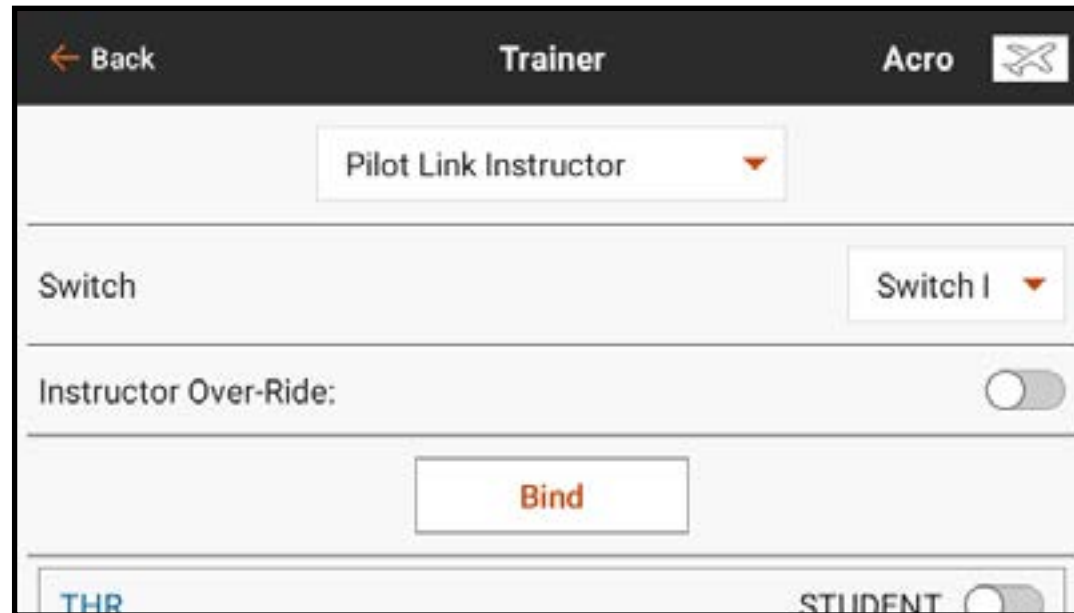 Back Trainer Acro
Pilot Link Instructor
Switch Switch I
Instructor Over-Ride:
Bind
THR STUDENT